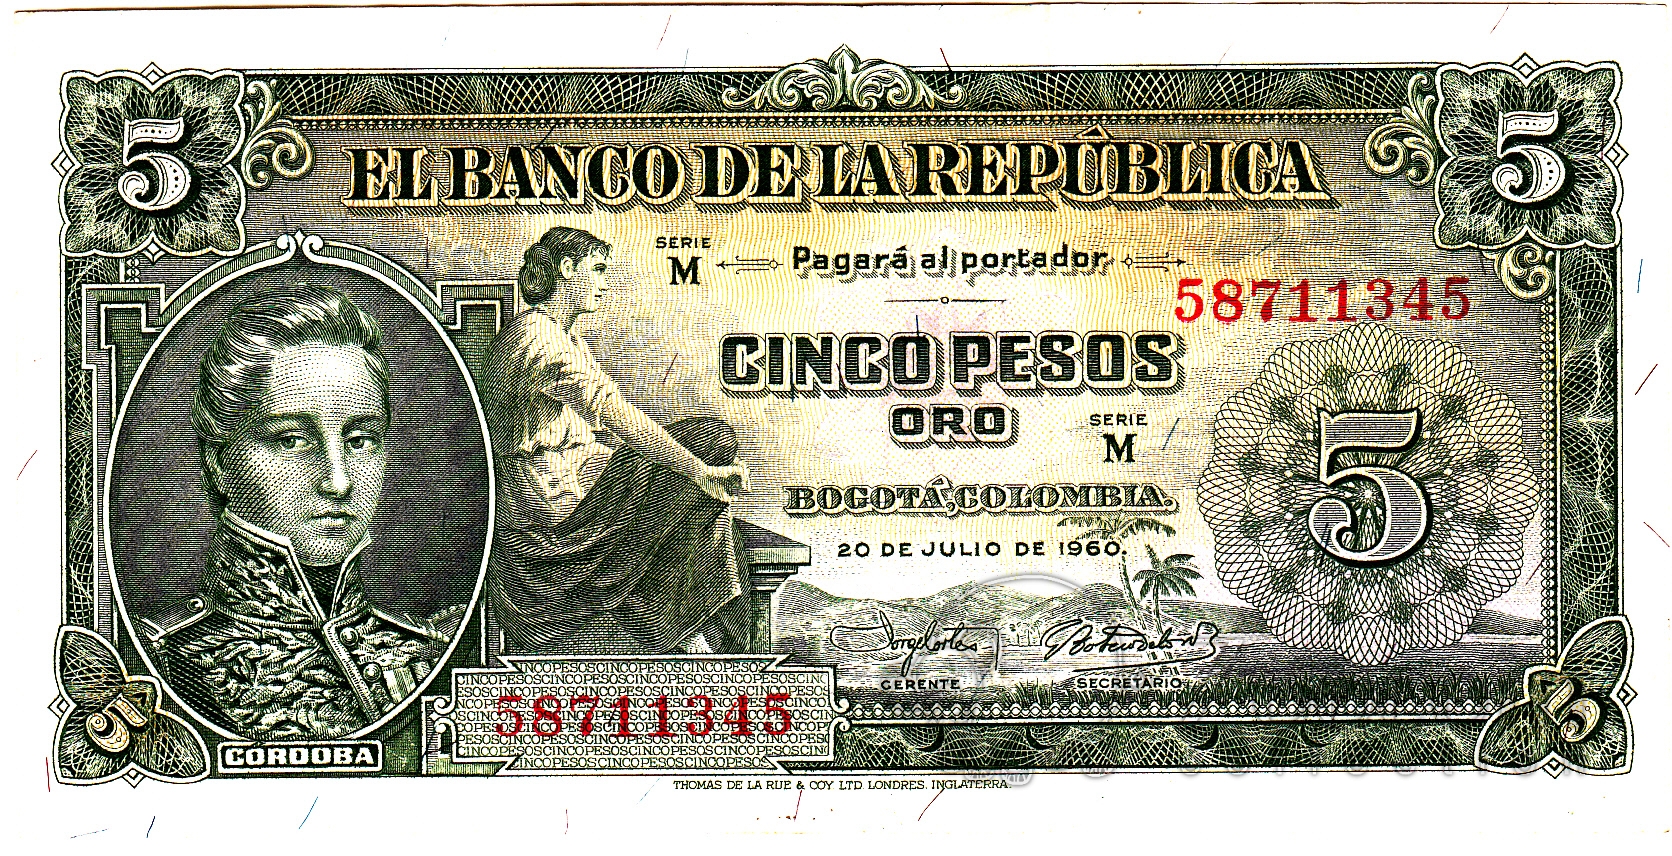 5 5
EL BANCO DE LA REPÚBLICA
SERIE
M
Pagará al portador
58711345
CINCO PESOS
ORO
SERIE
M
5
BOGOTÁ, COLOMBIA.
20 DE JULIO DE 1960.
GERENTE SECRETARIO
58711345
5 5
CORDOBA
THOMAS DE LA RUE & COY. LTD. LONDRES. INGLATERRA.